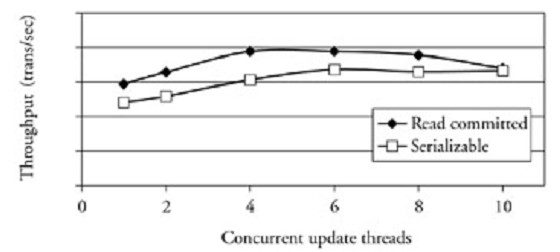 Throughput (trans/sec)
Read committed
Serializable
0 2 4 6 8 10
Concurrent update threads